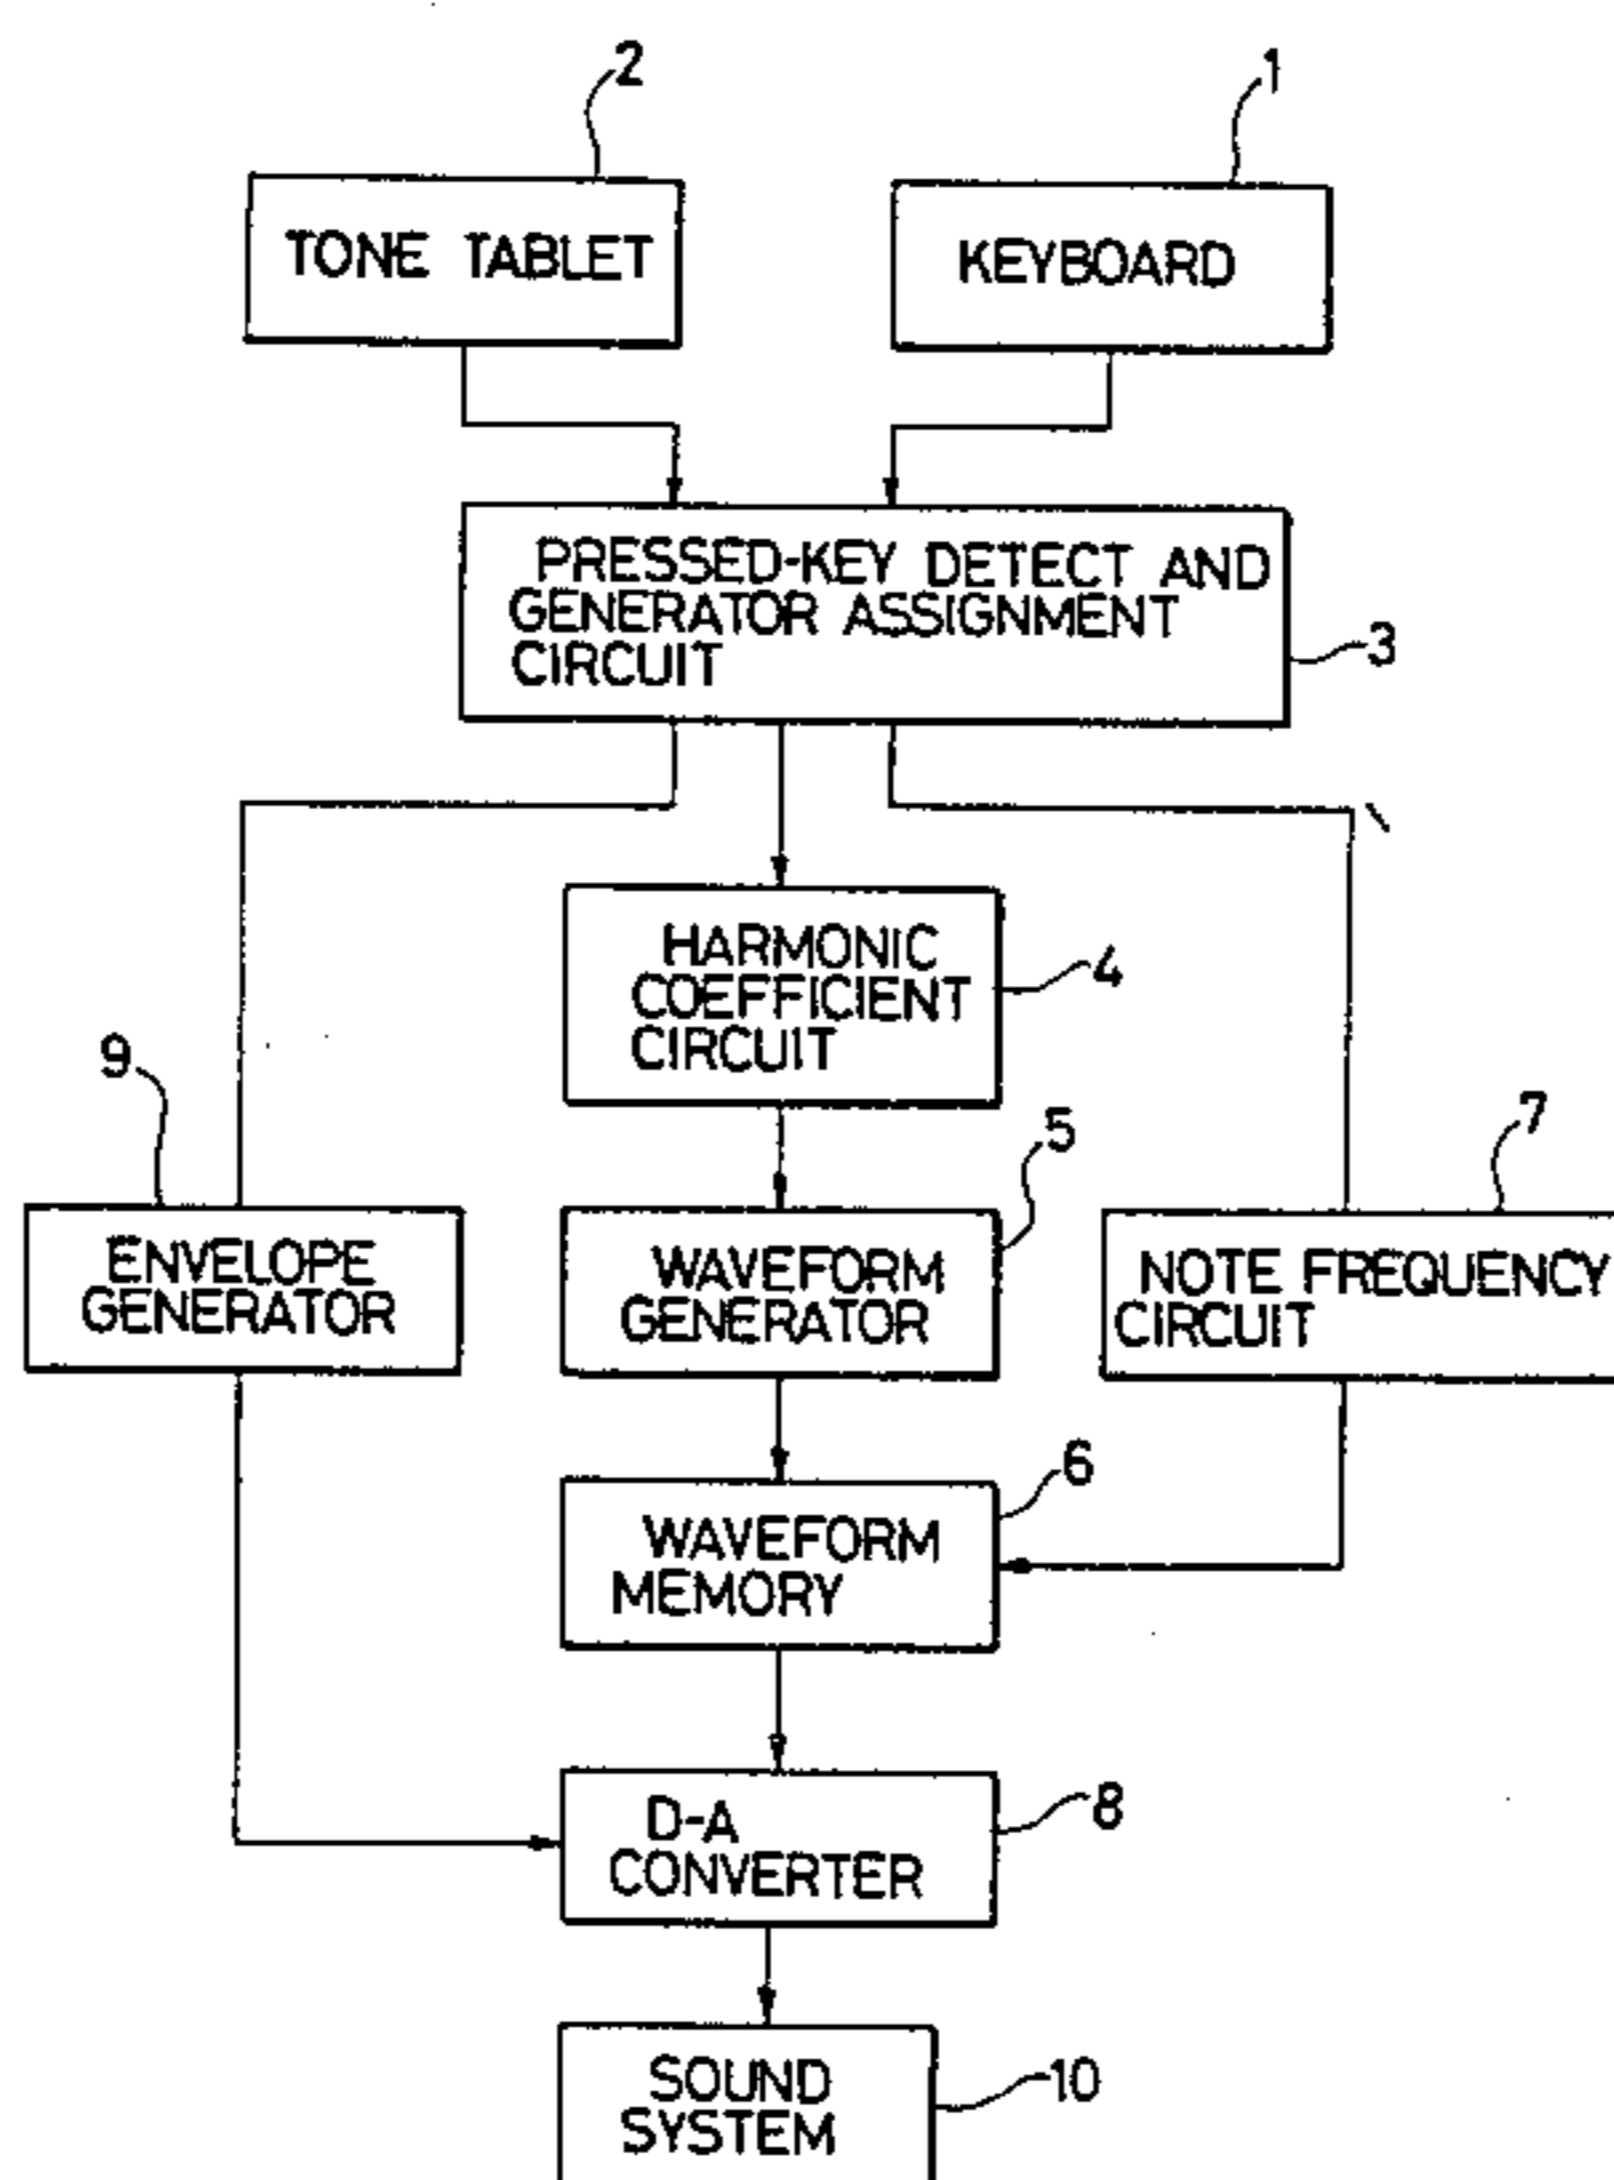 2
1
TONE TABLET
KEYBOARD
PRESSED-KEY DETECT AND
GENERATOR ASSIGNMENT
CIRCUIT
3
HARMONIC
COEFFICIENT
CIRCUIT
4
9
5
7
ENVELOPE
GENERATOR
WAVEFORM
GENERATOR
NOTE FREQUENCY
CIRCUIT
6
WAVEFORM
MEMORY
8
D-A
CONVERTER
SOUND
SYSTEM
10